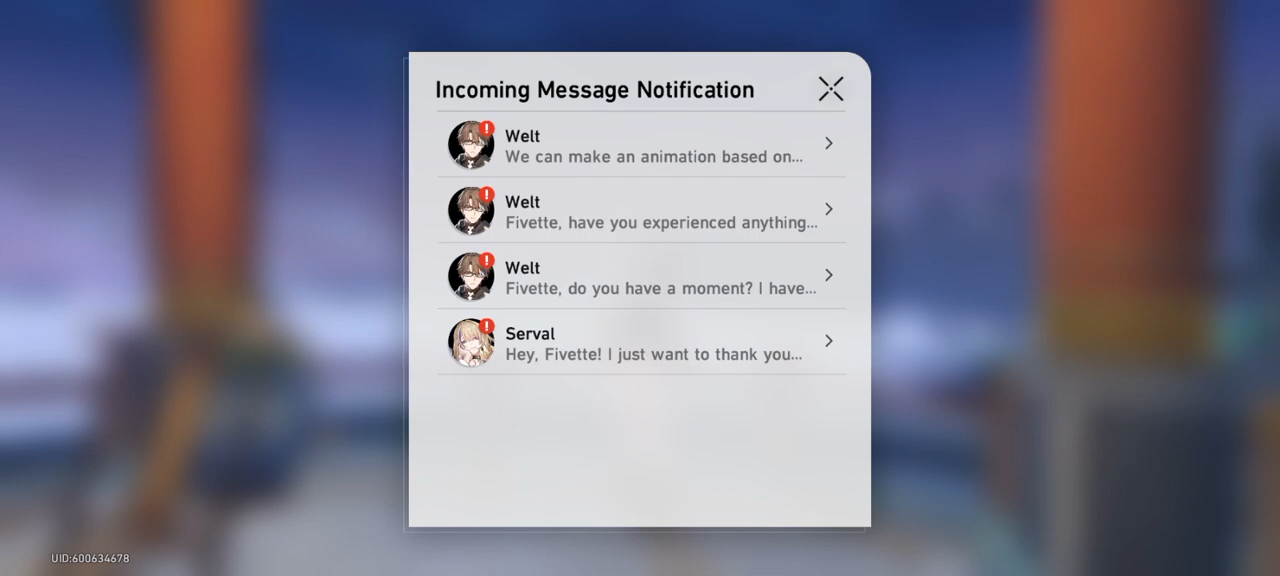 Incoming Message Notification
Welt
We can make an animation based on...
Welt
Fivette, have you experienced anything...
Welt
Fivette, do you have a moment? I have...
Serval
Hey, Fivette! I just want to thank you...
UID:600634678